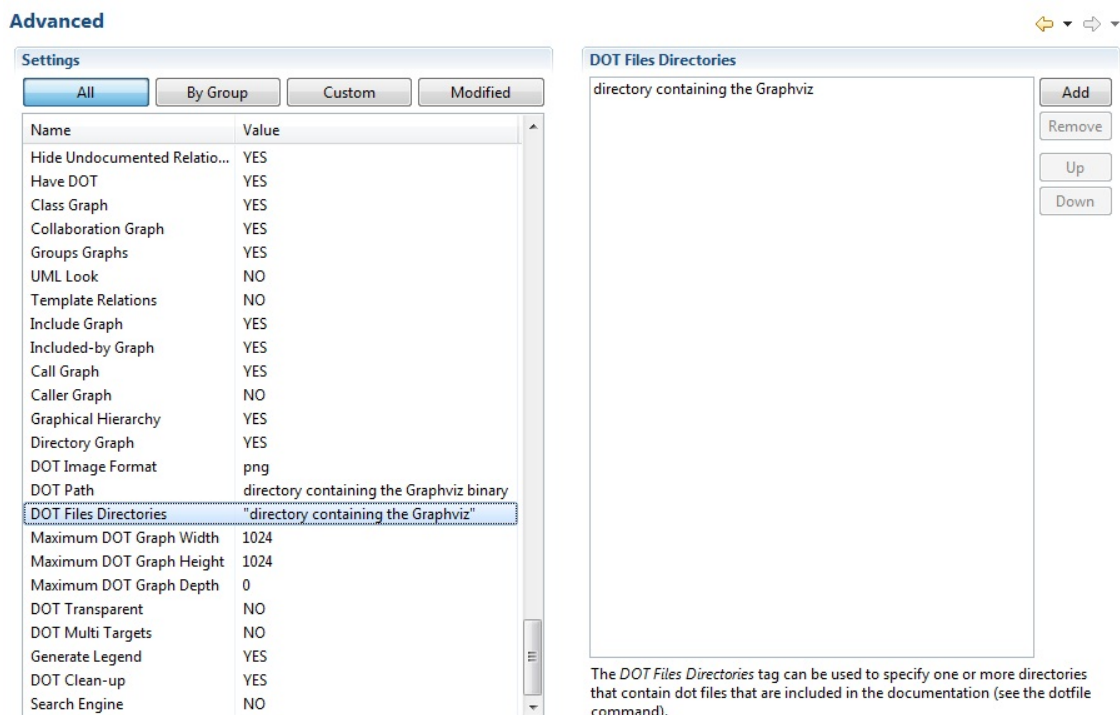 Advanced
Settings
All By Group Custom Modified
Name Value
Hide Undocumented Relatio... YES
Have DOT YES
Class Graph YES
Collaboration Graph YES
Groups Graphs YES
UML Look NO
Template Relations NO
Include Graph YES
Included-by Graph YES
Call Graph YES
Caller Graph NO
Graphical Hierarchy YES
Directory Graph YES
DOT Image Format png
DOT Path directory containing the Graphviz binary
DOT Files Directories "directory containing the Graphviz"
Maximum DOT Graph Width 1024
Maximum DOT Graph Height 1024
Maximum DOT Graph Depth 0
DOT Transparent NO
DOT Multi Targets NO
Generate Legend YES
DOT Clean-up YES
Search Engine NO
DOT Files Directories
directory containing the Graphviz
Add
Remove
Up
Down
The DOT Files Directories tag can be used to specify one or more directories
that contain dot files that are included in the documentation (see the dotfile
command).